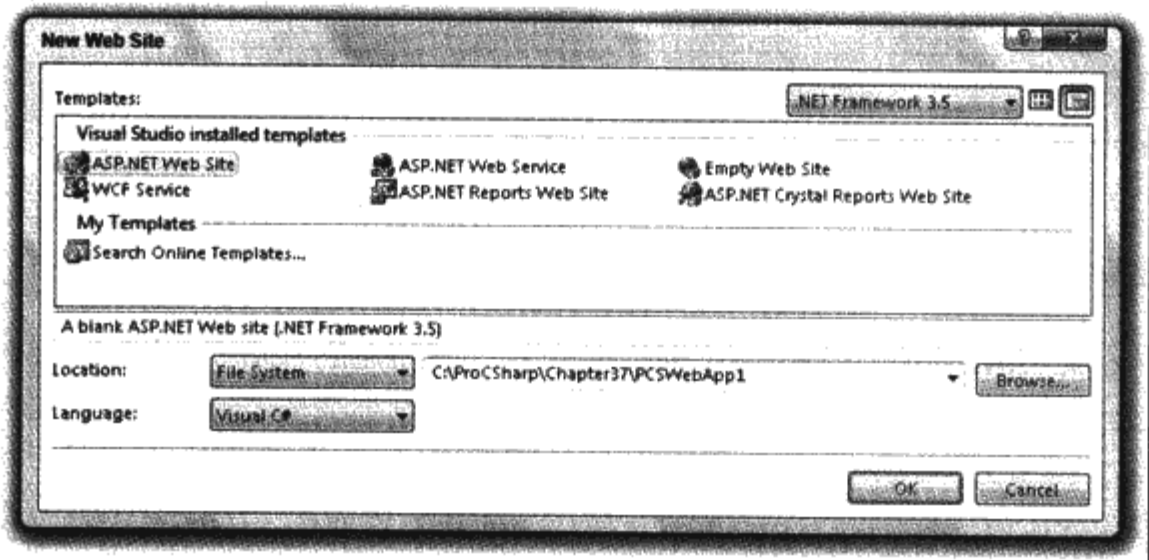 New Web Site
Templates:
.NET Framework 3.5
Visual Studio installed templates
ASP.NET Web Site
ASP.NET Web Service
Empty Web Site
WCF Service
ASP.NET Reports Web Site
ASP.NET Crystal Reports Web Site
My Templates
Search Online Templates...
A blank ASP.NET Web site (.NET Framework 3.5)
Location:
File System
C:\ProCSharp\Chapter37\PCSWebApp1
Browse...
Language:
Visual C#
OK
Cancel